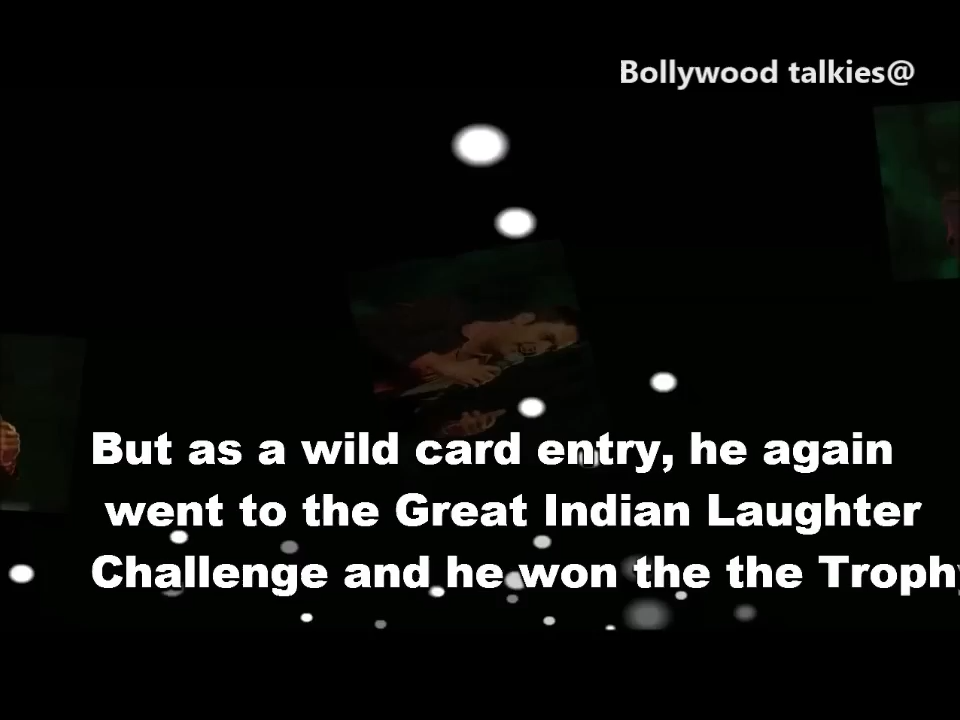 Bollywood talkies@
But as a wild card entry, he again
went to the Great Indian Laughter
Challenge and he won the the Trophy